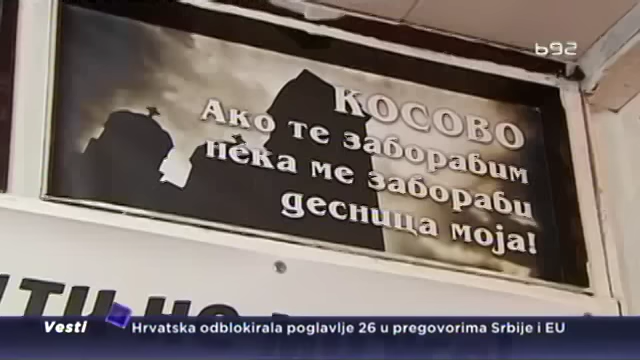 b92
КОСОВО
Ако те заборавим
нека ме заборави
десница моја!
Vesti Hrvatska odblokirala poglavlje 26 u pregovorima Srbije i EU